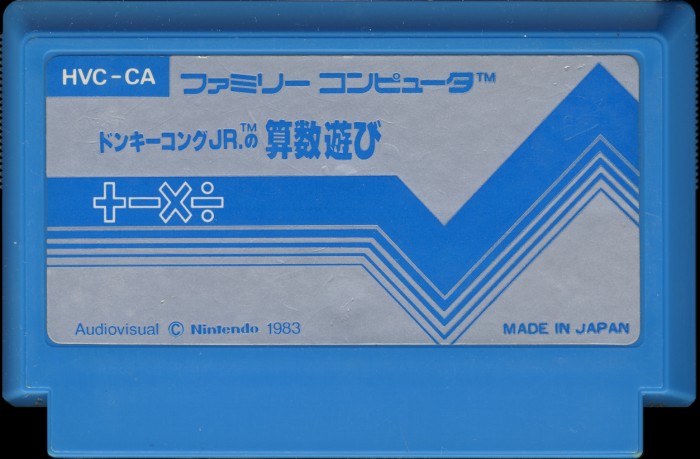 HVC-CA
ファミリー コンピュータ™
ドンキーコングJR.™の 算数遊び
+-×÷
Audiovisual © Nintendo 1983
MADE IN JAPAN